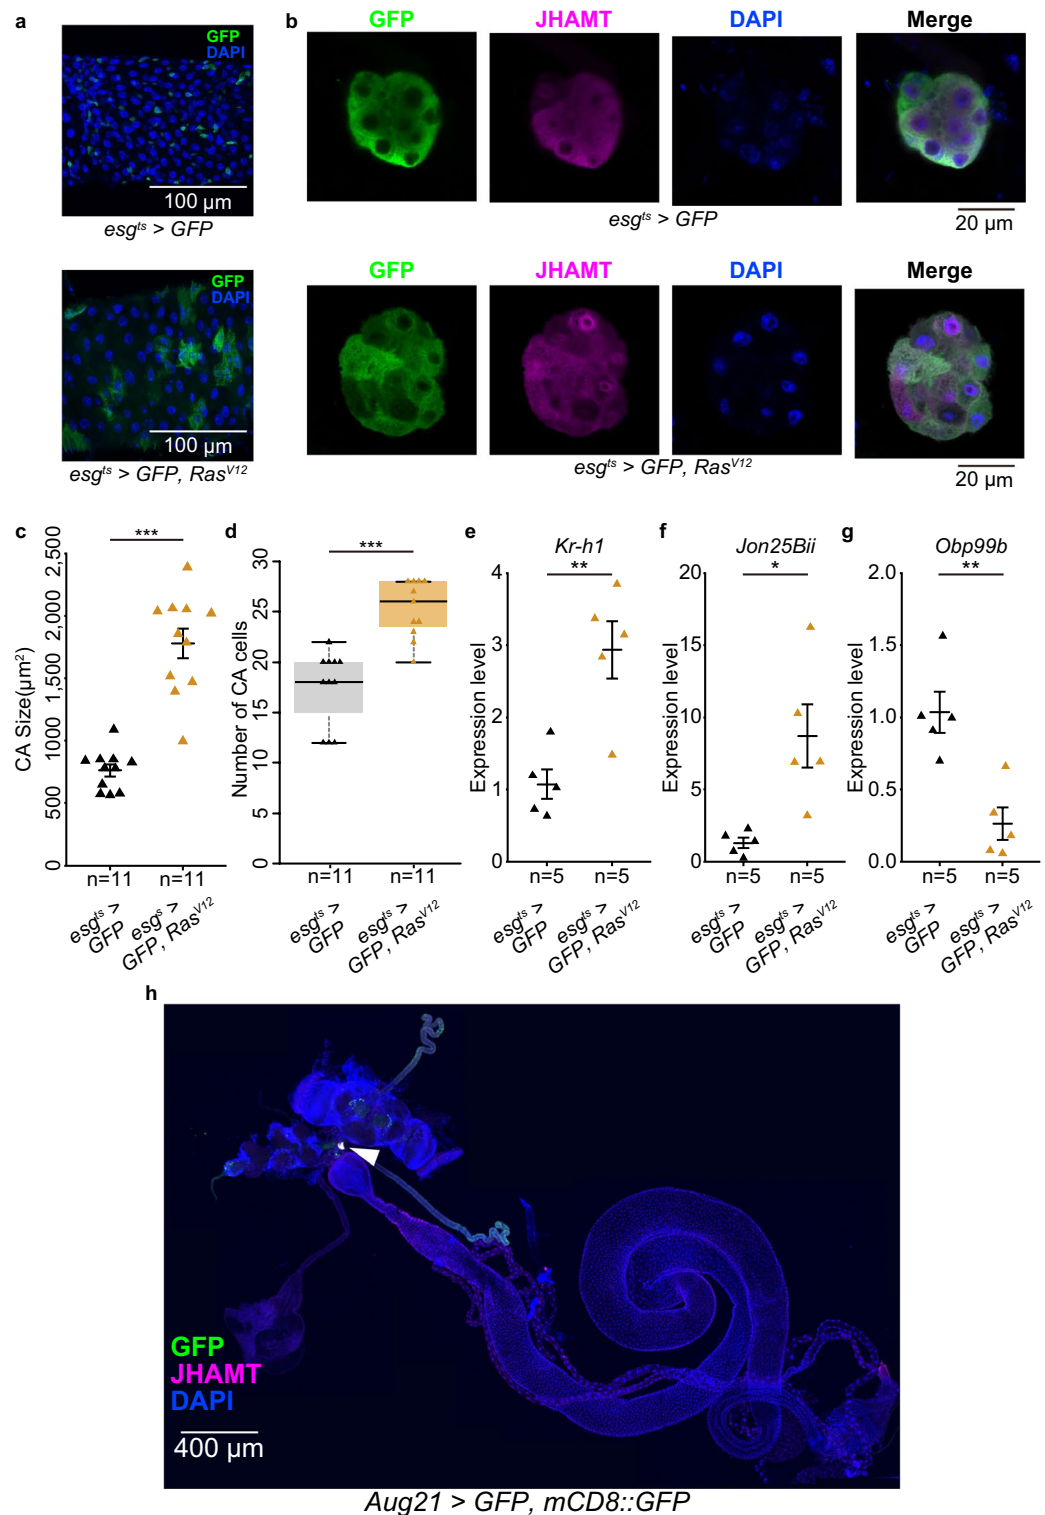 a
GFP
DAPI
100 µm
esgts > GFP
GFP
DAPI
100 µm
esgts > GFP, RasV12
b
GFP JHAMT DAPI Merge
esgts > GFP
20 µm
GFP JHAMT DAPI Merge
esgts > GFP, RasV12
20 µm
c
CA Size(µm2)
2,500
2,000
1,500
1000
500
0
***
n=11 n=11
esgts >
GFP
esgs >
GFP, RasV12
d
Number of CA cells
30
25
20
15
10
5
0
***
n=11 n=11
esgts >
GFP
esgts >
GFP, RasV12
e
Kr-h1
Expression level
4
3
2
1
0
**
n=5 n=5
esgts >
GFP
esgts >
GFP, RasV12
f
Jon25Bii
Expression level
20
15
10
5
0
*
n=5 n=5
esgts >
GFP
esgts >
GFP, RasV12
g
Obp99b
Expression level
2.0
1.5
1.0
0.5
0.0
**
n=5 n=5
esgts >
GFP
esgts >
GFP, RasV12
h
GFP
JHAMT
DAPI
400 µm
Aug21 > GFP, mCD8::GFP